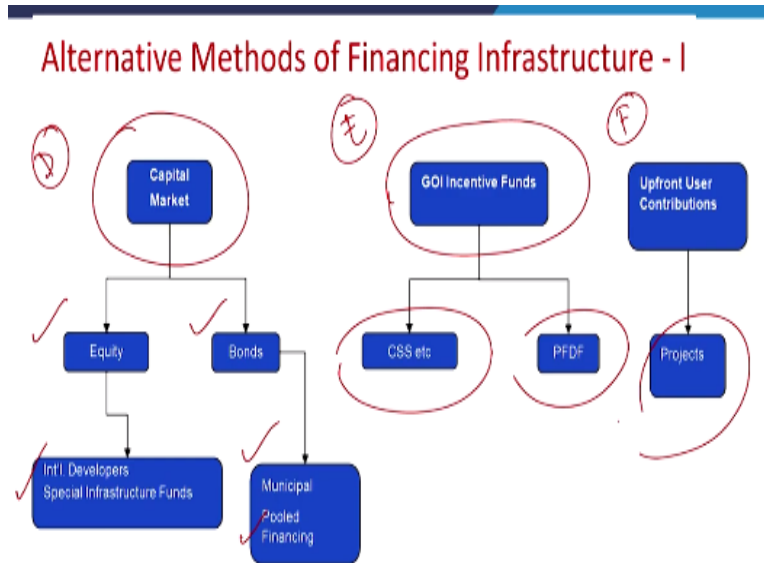 Alternative Methods of Financing Infrastructure - I
D
E
F
Capital
Market
GOI Incentive Funds
Upfront User
Contributions
Equity
Bonds
CSS etc
PFDF
Projects
Int'l. Developers
Special Infrastructure Funds
Municipal
Pooled
Financing